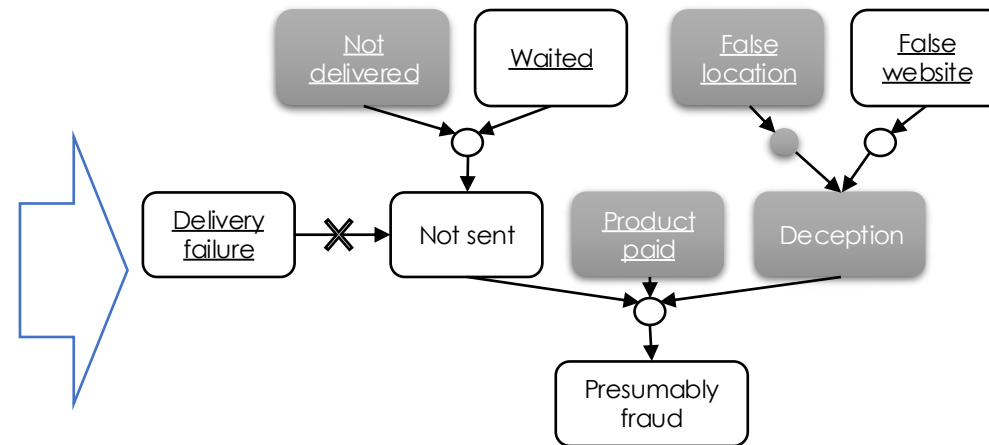 Not
delivered
Waited
False
location
False
website
Delivery
failure
Not sent
Product
paid
Deception
Presumably
fraud